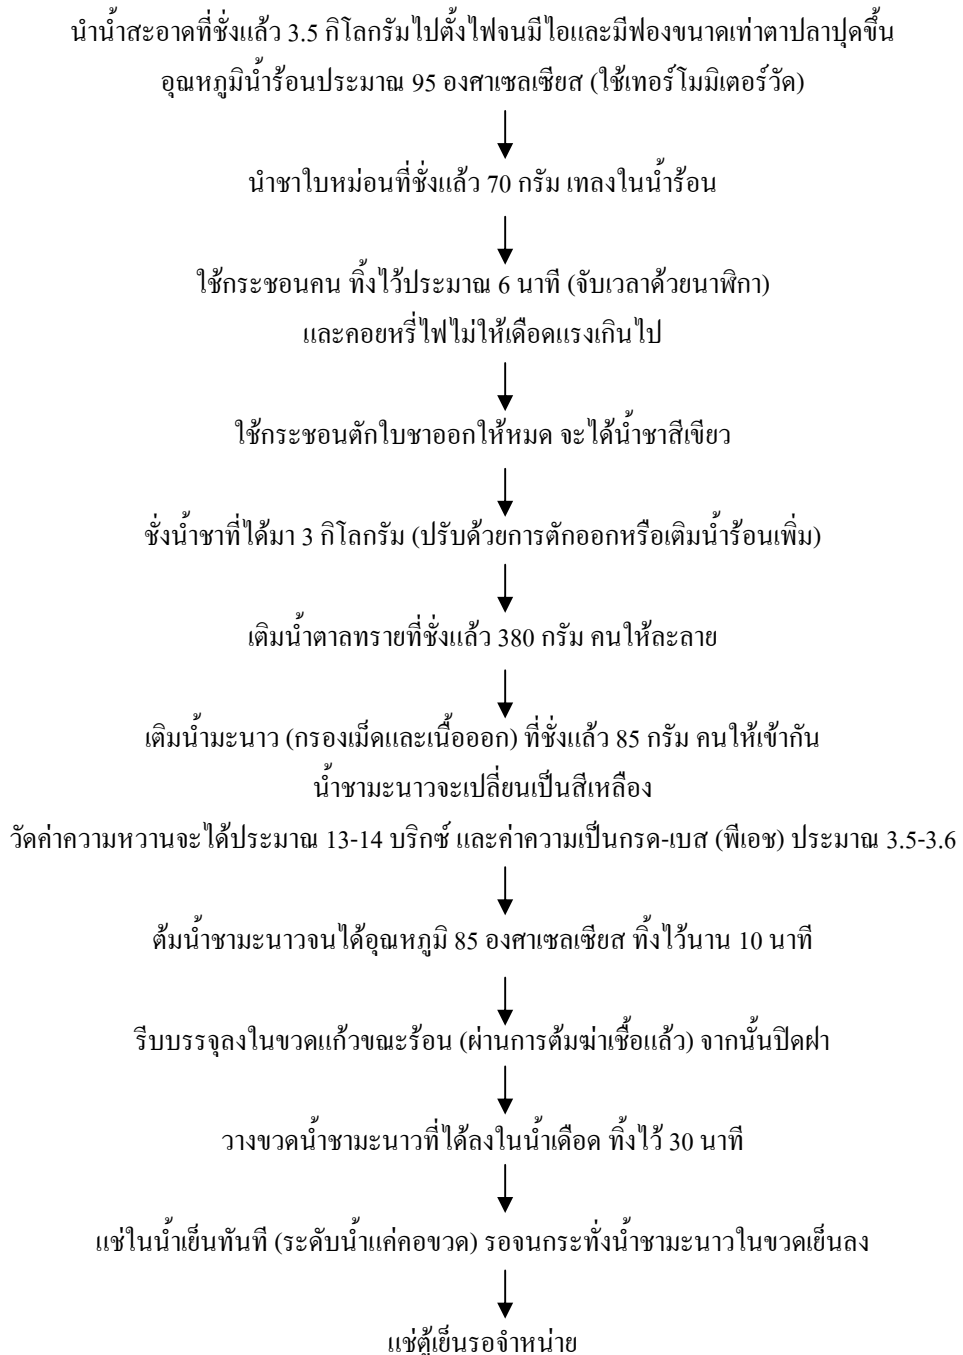 นำน้ำสะอาดที่ชั่งแล้ว 3.5 กิโลกรัมไปตั้งไฟจนมีไอและมีฟองขนาดเท่าตาปลาปุดขึ้น
อุณหภูมิน้ำร้อนประมาณ 95 องศาเซลเซียส (ใช้เทอร์โมมิเตอร์วัด)
นำชาใบหม่อนที่ชั่งแล้ว 70 กรัม เทลงในน้ำร้อน
ใช้กระชอนคน ทิ้งไว้ประมาณ 6 นาที (จับเวลาด้วยนาฬิกา)
และคอยหรี่ไฟไม่ให้เดือดแรงเกินไป
ใช้กระชอนตักใบชาออกให้หมด จะได้น้ำชาสีเขียว
ชั่งน้ำชาที่ได้มา 3 กิโลกรัม (ปรับด้วยการตักออกหรือเติมน้ำร้อนเพิ่ม)
เติมน้ำตาลทรายที่ชั่งแล้ว 380 กรัม คนให้ละลาย
เติมน้ำมะนาว (กรองเม็ดและเนื้อออก) ที่ชั่งแล้ว 85 กรัม คนให้เข้ากัน
น้ำชามะนาวจะเปลี่ยนเป็นสีเหลือง
วัดค่าความหวานจะได้ประมาณ 13-14 บริกซ์ และค่าความเป็นกรด-เบส (พีเอช) ประมาณ 3.5-3.6
ต้มน้ำชามะนาวจนได้อุณหภูมิ 85 องศาเซลเซียส ทิ้งไว้นาน 10 นาที
รีบบรรจุลงในขวดแก้วขณะร้อน (ผ่านการต้มฆ่าเชื้อแล้ว) จากนั้นปิดฝา
วางขวดน้ำชามะนาวที่ได้ลงในน้ำเดือด ทิ้งไว้ 30 นาที
แช่ในน้ำเย็นทันที (ระดับน้ำแค่คอขวด) รอจนกระทั่งน้ำชามะนาวในขวดเย็นลง
แช่ตู้เย็นรอจำหน่าย